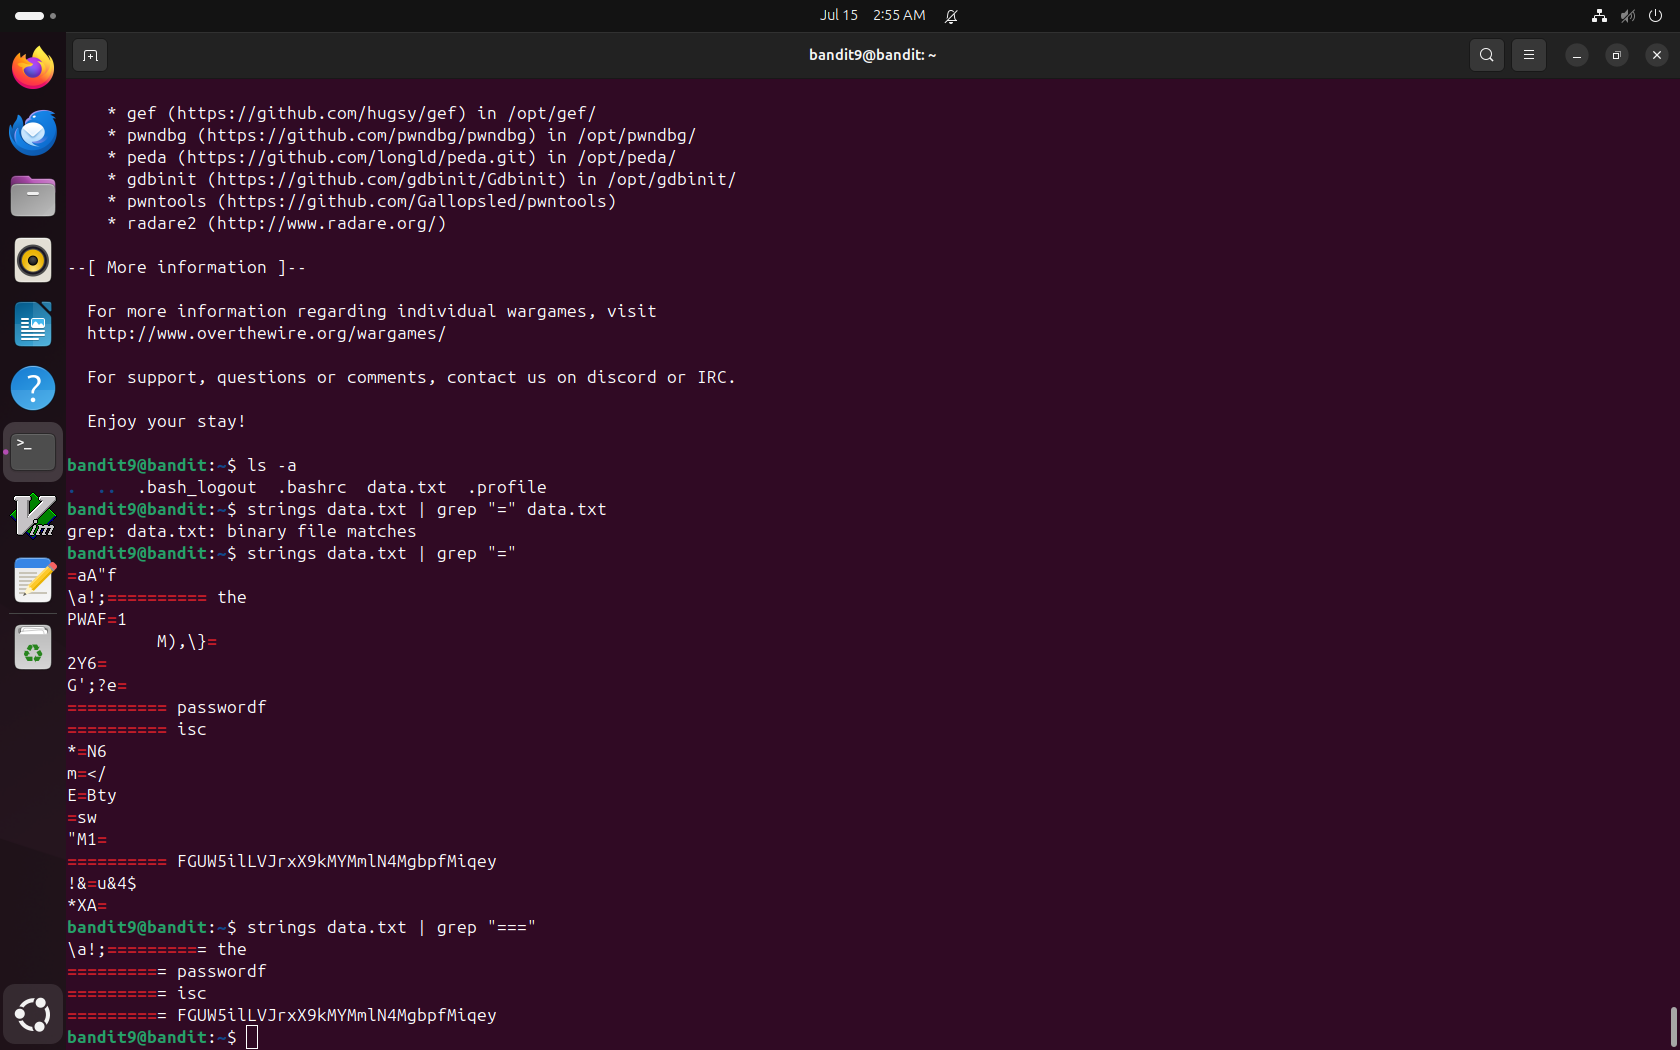 Jul 15 2:55 AM
bandit9@bandit: ~
* gef (https://github.com/hugsy/gef) in /opt/gef/
* pwndbg (https://github.com/pwndbg/pwndbg) in /opt/pwndbg/
* peda (https://github.com/longld/peda.git) in /opt/peda/
* gdbinit (https://github.com/gdbinit/Gdbinit) in /opt/gdbinit/
* pwntools (https://github.com/Gallopsled/pwntools)
* radare2 (http://www.radare.org/)
--[ More information ]--
For more information regarding individual wargames, visit
http://www.overthewire.org/wargames/
For support, questions or comments, contact us on discord or IRC.
Enjoy your stay!
bandit9@bandit:~$ ls -a
. .. .bash_logout .bashrc data.txt .profile
bandit9@bandit:~$ strings data.txt | grep "=" data.txt
grep: data.txt: binary file matches
bandit9@bandit:~$ strings data.txt | grep "="
=aA"f
\a!;========== the
PWAF=1
M),\}=
2Y6=
G';?e=
========== passwordf
========== isc
*=N6
m=</
E=Bty
=sw
"M1=
========== FGUW5ilLVJrxX9kMYMmlN4MgbpfMiqey
!&=u&4$
*XA=
bandit9@bandit:~$ strings data.txt | grep "==="
\a!;========== the
========== passwordf
========== isc
========== FGUW5ilLVJrxX9kMYMmlN4MgbpfMiqey
bandit9@bandit:~$